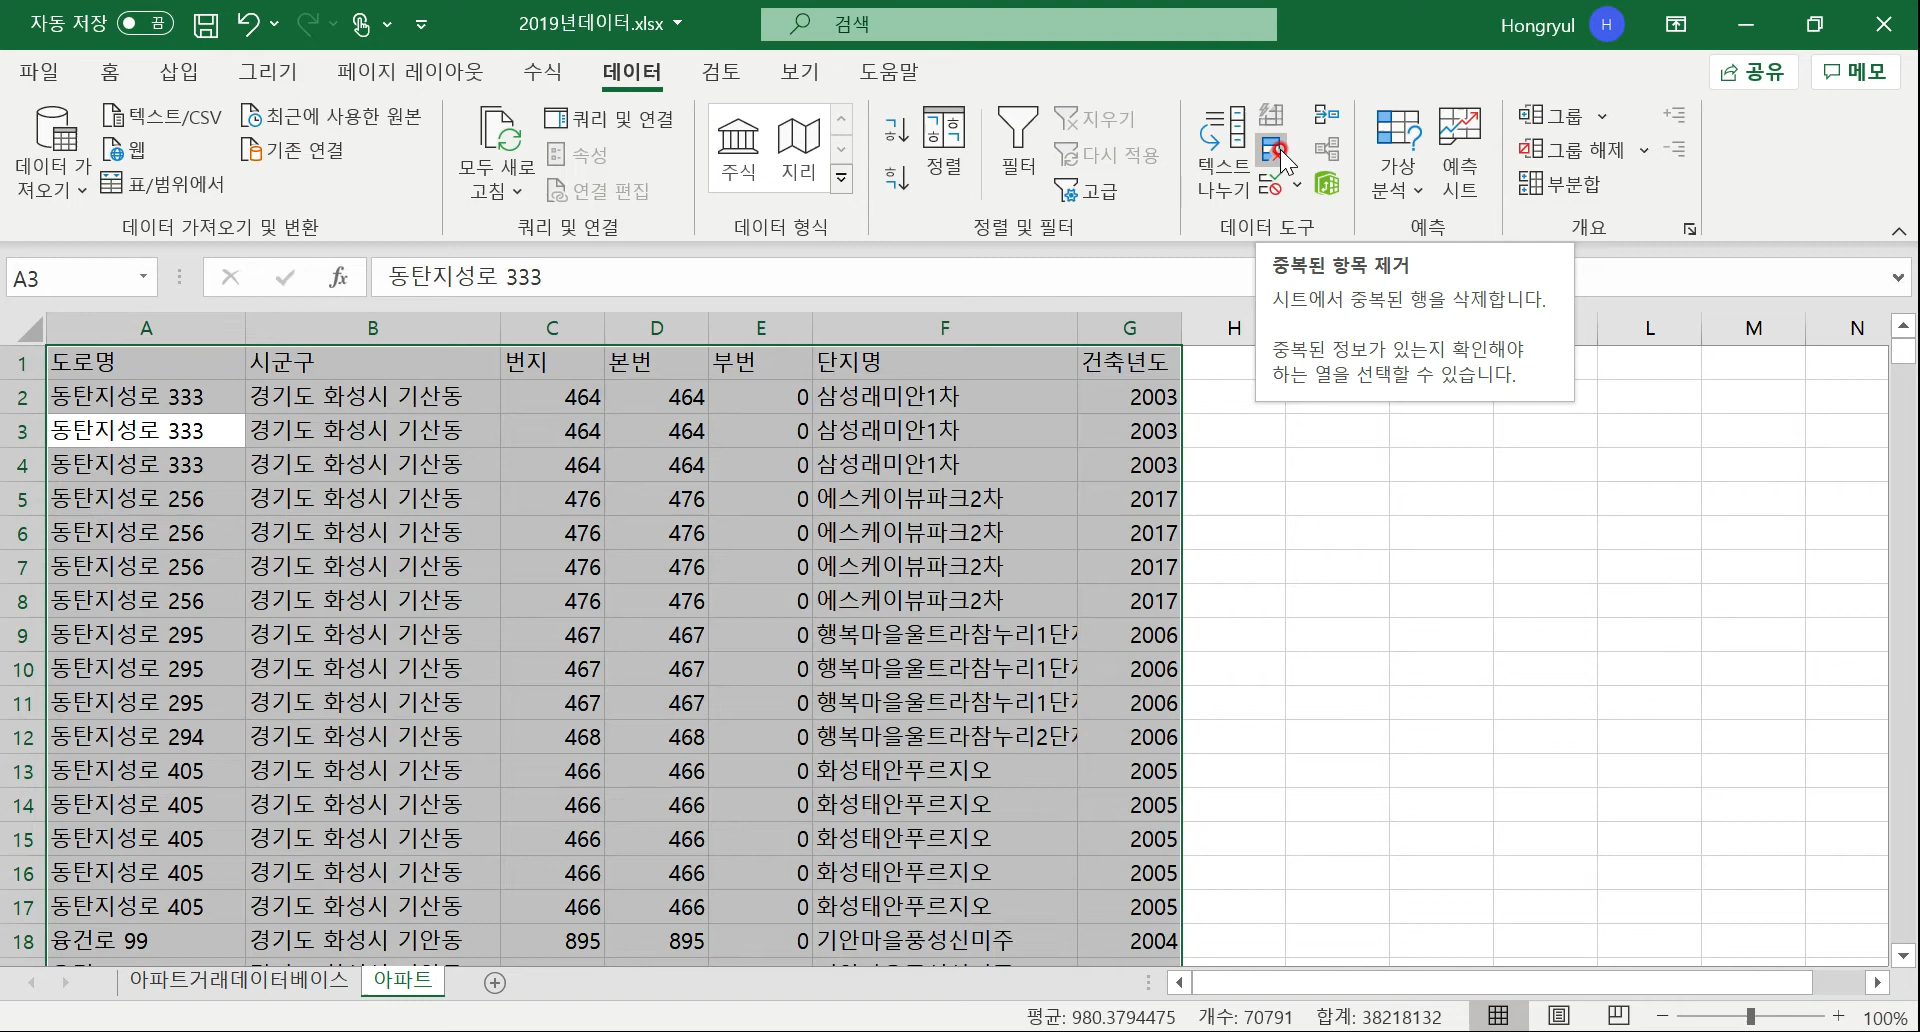 자동 저장 끔 2019년데이터.xlsx 검색 Hongryul H
파일 홈 삽입 그리기 페이지 레이아웃 수식 데이터 검토 보기 도움말 공유 메모
데이터 가져오기 텍스트/CSV 웹 표/범위에서 최근에 사용한 원본 기존 연결
모두 새로 고침 쿼리 및 연결 속성 연결 편집
주식 지리
정렬 필터 지우기 다시 적용 고급
텍스트 나누기
가상 분석 예측 시트
그룹 그룹 해제 부분합
데이터 가져오기 및 변환 쿼리 및 연결 데이터 형식 정렬 및 필터 데이터 도구 예측 개요
중복된 항목 제거
시트에서 중복된 행을 삭제합니다.
중복된 정보가 있는지 확인해야
하는 열을 선택할 수 있습니다.
A3 fx 동탄지성로 333
A B C D E F G H L M N
1 도로명 시군구 번지 본번 부번 단지명 건축년도
2 동탄지성로 333 경기도 화성시 기산동 464 464 0 삼성래미안1차 2003
3 동탄지성로 333 경기도 화성시 기산동 464 464 0 삼성래미안1차 2003
4 동탄지성로 333 경기도 화성시 기산동 464 464 0 삼성래미안1차 2003
5 동탄지성로 256 경기도 화성시 기산동 476 476 0 에스케이뷰파크2차 2017
6 동탄지성로 256 경기도 화성시 기산동 476 476 0 에스케이뷰파크2차 2017
7 동탄지성로 256 경기도 화성시 기산동 476 476 0 에스케이뷰파크2차 2017
8 동탄지성로 256 경기도 화성시 기산동 476 476 0 에스케이뷰파크2차 2017
9 동탄지성로 295 경기도 화성시 기산동 467 467 0 행복마을울트라참누리1단 2006
10 동탄지성로 295 경기도 화성시 기산동 467 467 0 행복마을울트라참누리1단 2006
11 동탄지성로 295 경기도 화성시 기산동 467 467 0 행복마을울트라참누리1단 2006
12 동탄지성로 294 경기도 화성시 기산동 468 468 0 행복마을울트라참누리2단 2006
13 동탄지성로 405 경기도 화성시 기산동 466 466 0 화성태안푸르지오 2005
14 동탄지성로 405 경기도 화성시 기산동 466 466 0 화성태안푸르지오 2005
15 동탄지성로 405 경기도 화성시 기산동 466 466 0 화성태안푸르지오 2005
16 동탄지성로 405 경기도 화성시 기산동 466 466 0 화성태안푸르지오 2005
17 동탄지성로 405 경기도 화성시 기산동 466 466 0 화성태안푸르지오 2005
18 융건로 99 경기도 화성시 기안동 895 895 0 기안마을풍성신미주 2004
아파트거래데이터베이스 아파트
평균: 980.3794475 개수: 70791 합계: 38218132 100%